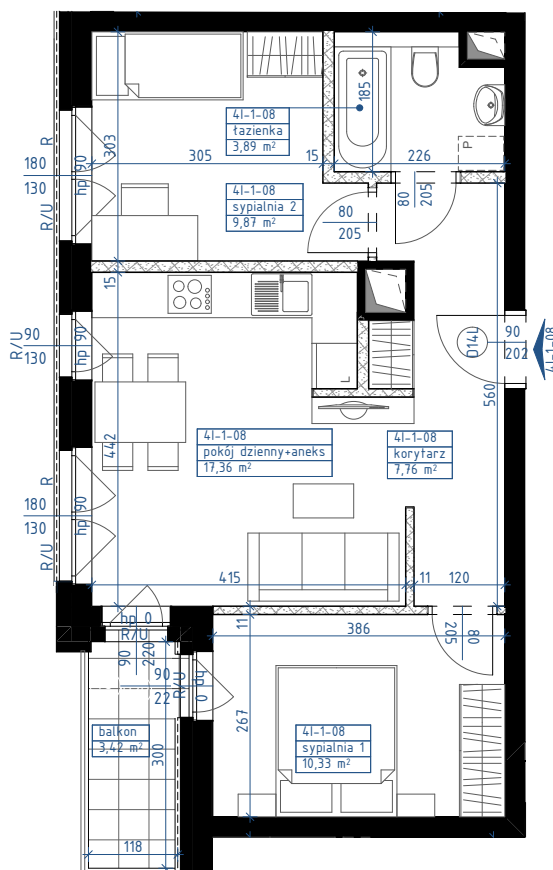 4I-1-08
łazienka
3,89 m²
185
303
305
15
226
R
180
130
hp 90
R/U
4I-1-08
sypialnia 2
9,87 m²
80
205
80
205
P
15
R/U
90
130
hp 90
D14L
90
202
4I-1-08
560
L
442
4I-1-08
pokój dzienny+aneks
17,36 m²
4I-1-08
korytarz
7,76 m²
R
180
130
hp 90
R/U
415
11
120
hp 0
R/U
90
220
11
386
80
205
90
22
R/U
hp 0
267
balkon
3,42 m²
300
4I-1-08
sypialnia 1
10,33 m²
118